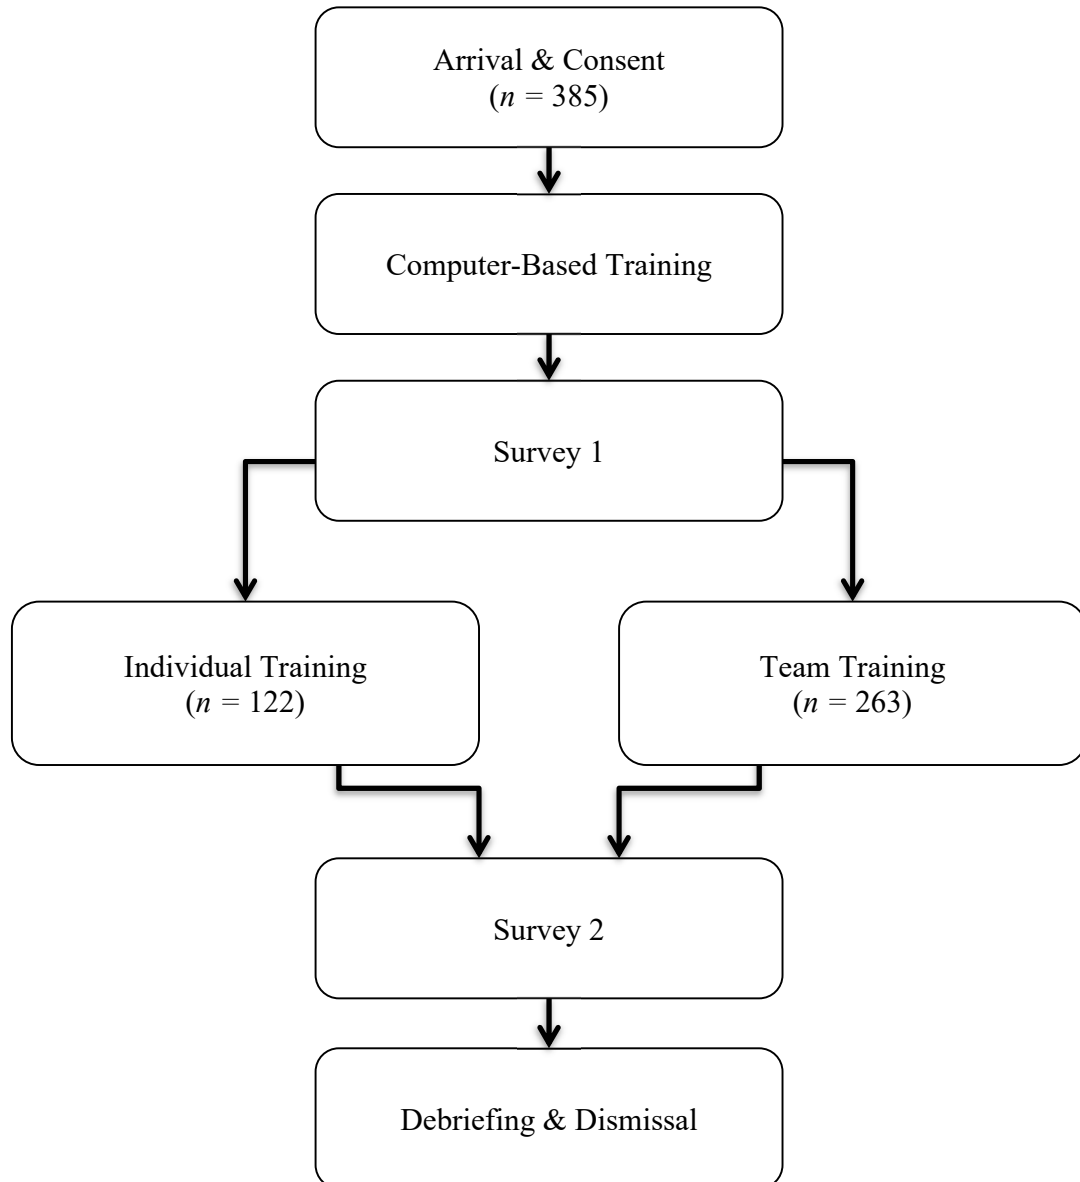 Arrival & Consent
(n = 385)
Computer-Based Training
Survey 1
Individual Training
(n = 122)
Team Training
(n = 263)
Survey 2
Debriefing & Dismissal